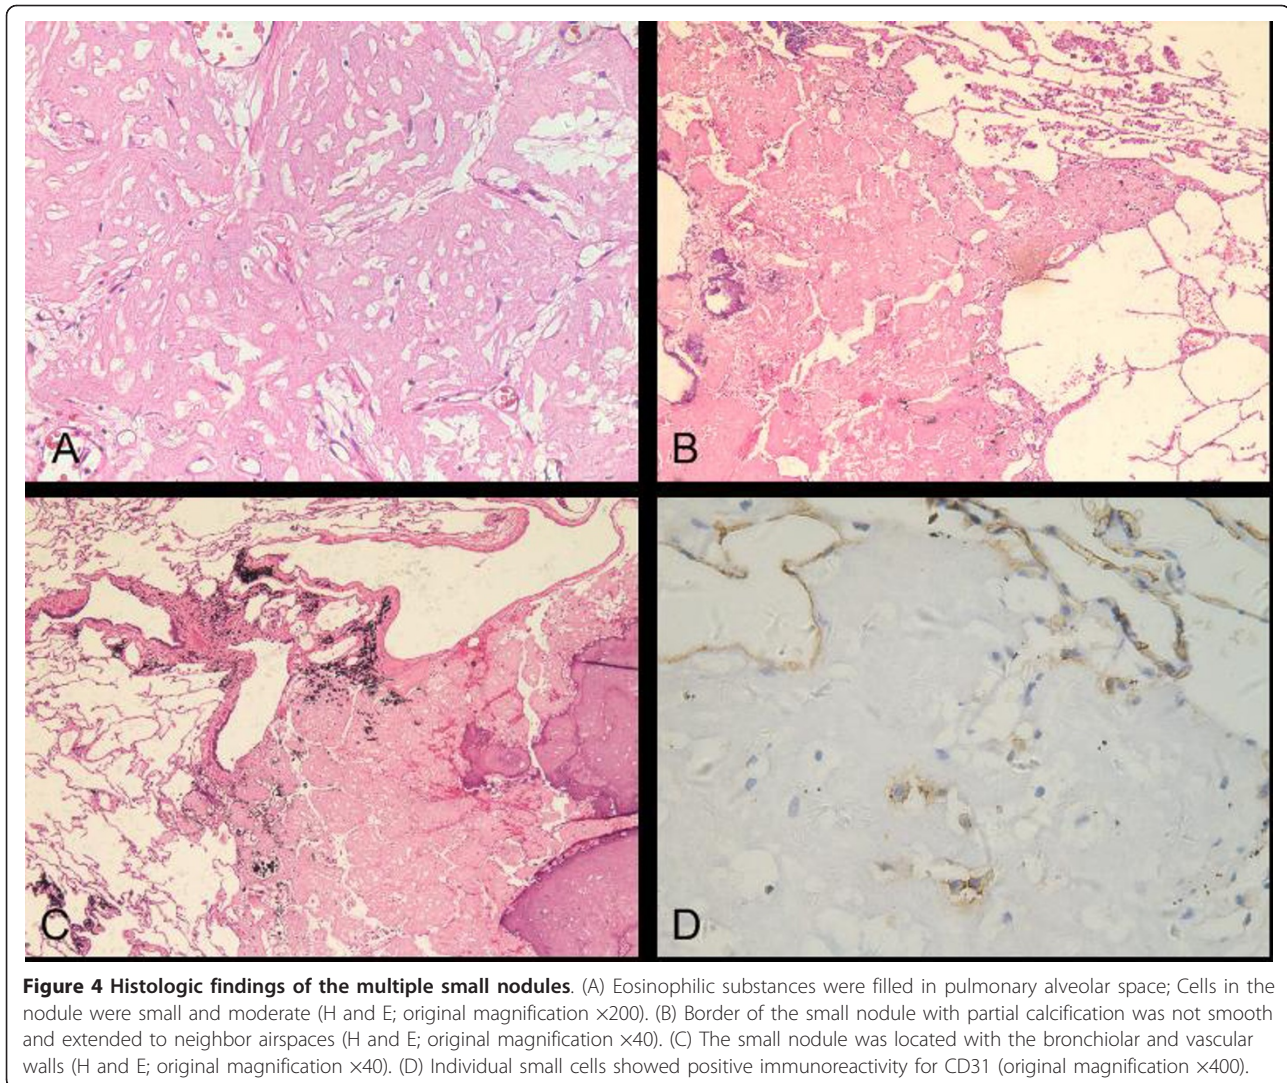 A
B
C
D
Figure 4 Histologic findings of the multiple small nodules. (A) Eosinophilic substances were filled in pulmonary alveolar space; Cells in the
nodule were small and moderate (H and E; original magnification ×200). (B) Border of the small nodule with partial calcification was not smooth
and extended to neighbor airspaces (H and E; original magnification ×40). (C) The small nodule was located with the bronchiolar and vascular
walls (H and E; original magnification ×40). (D) Individual small cells showed positive immunoreactivity for CD31 (original magnification ×400).